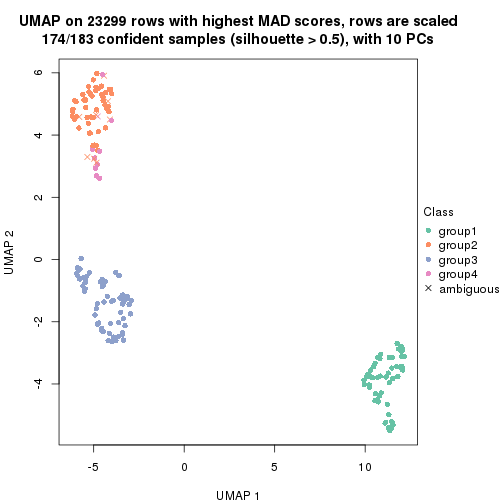 UMAP on 23299 rows with highest MAD scores, rows are scaled
174/183 confident samples (silhouette > 0.5), with 10 PCs
6
4
2
0
-2
-4
UMAP 2
-5
0
5
10
UMAP 1
Class
group1
group2
group3
group4
ambiguous